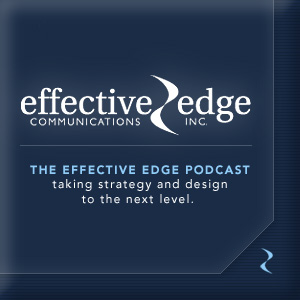 effective edge
COMMUNICATIONS INC.
THE EFFECTIVE EDGE PODCAST
taking strategy and design
to the next level.